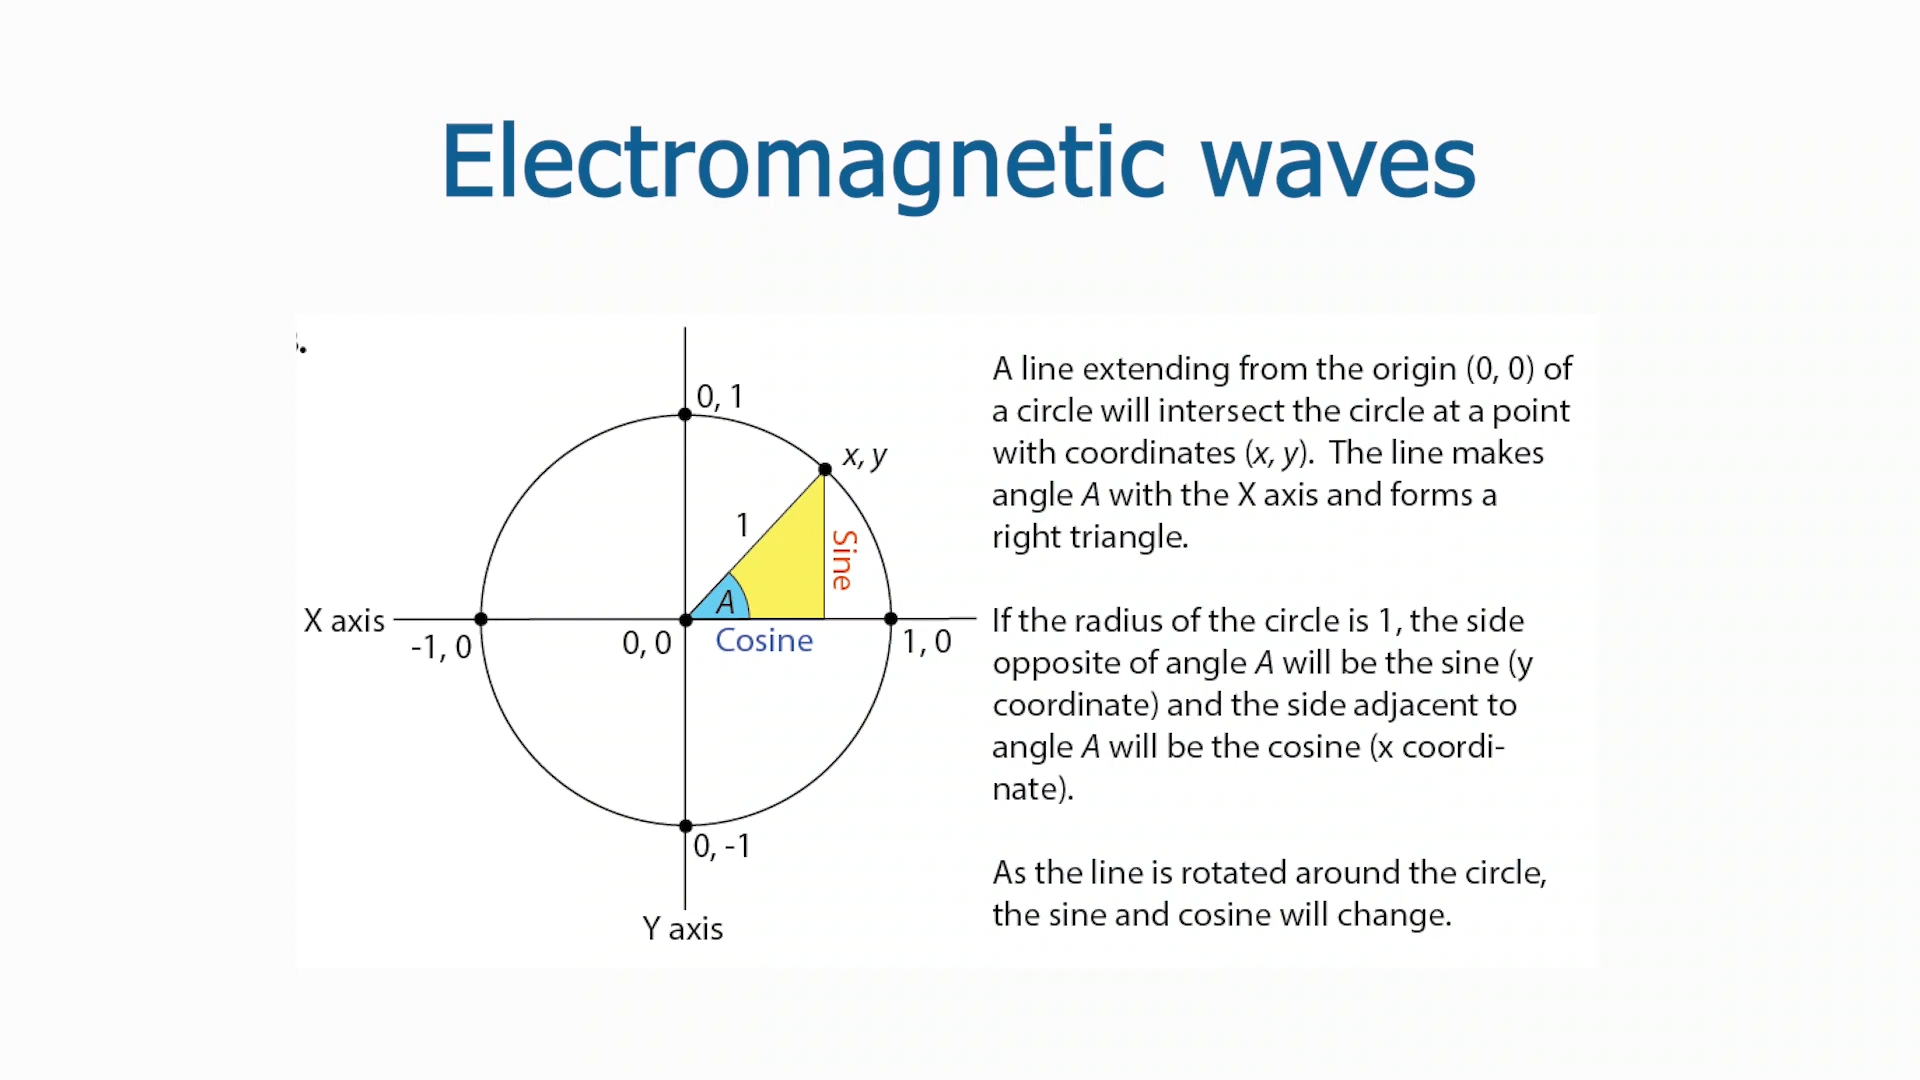 Electromagnetic waves
0, 1
x, y
1
Sine
A
X axis
-1, 0
0, 0
Cosine
1, 0
0, -1
Y axis
A line extending from the origin (0, 0) of
a circle will intersect the circle at a point
with coordinates (x, y). The line makes
angle A with the X axis and forms a
right triangle.
If the radius of the circle is 1, the side
opposite of angle A will be the sine (y
coordinate) and the side adjacent to
angle A will be the cosine (x coordi-
nate).
As the line is rotated around the circle,
the sine and cosine will change.